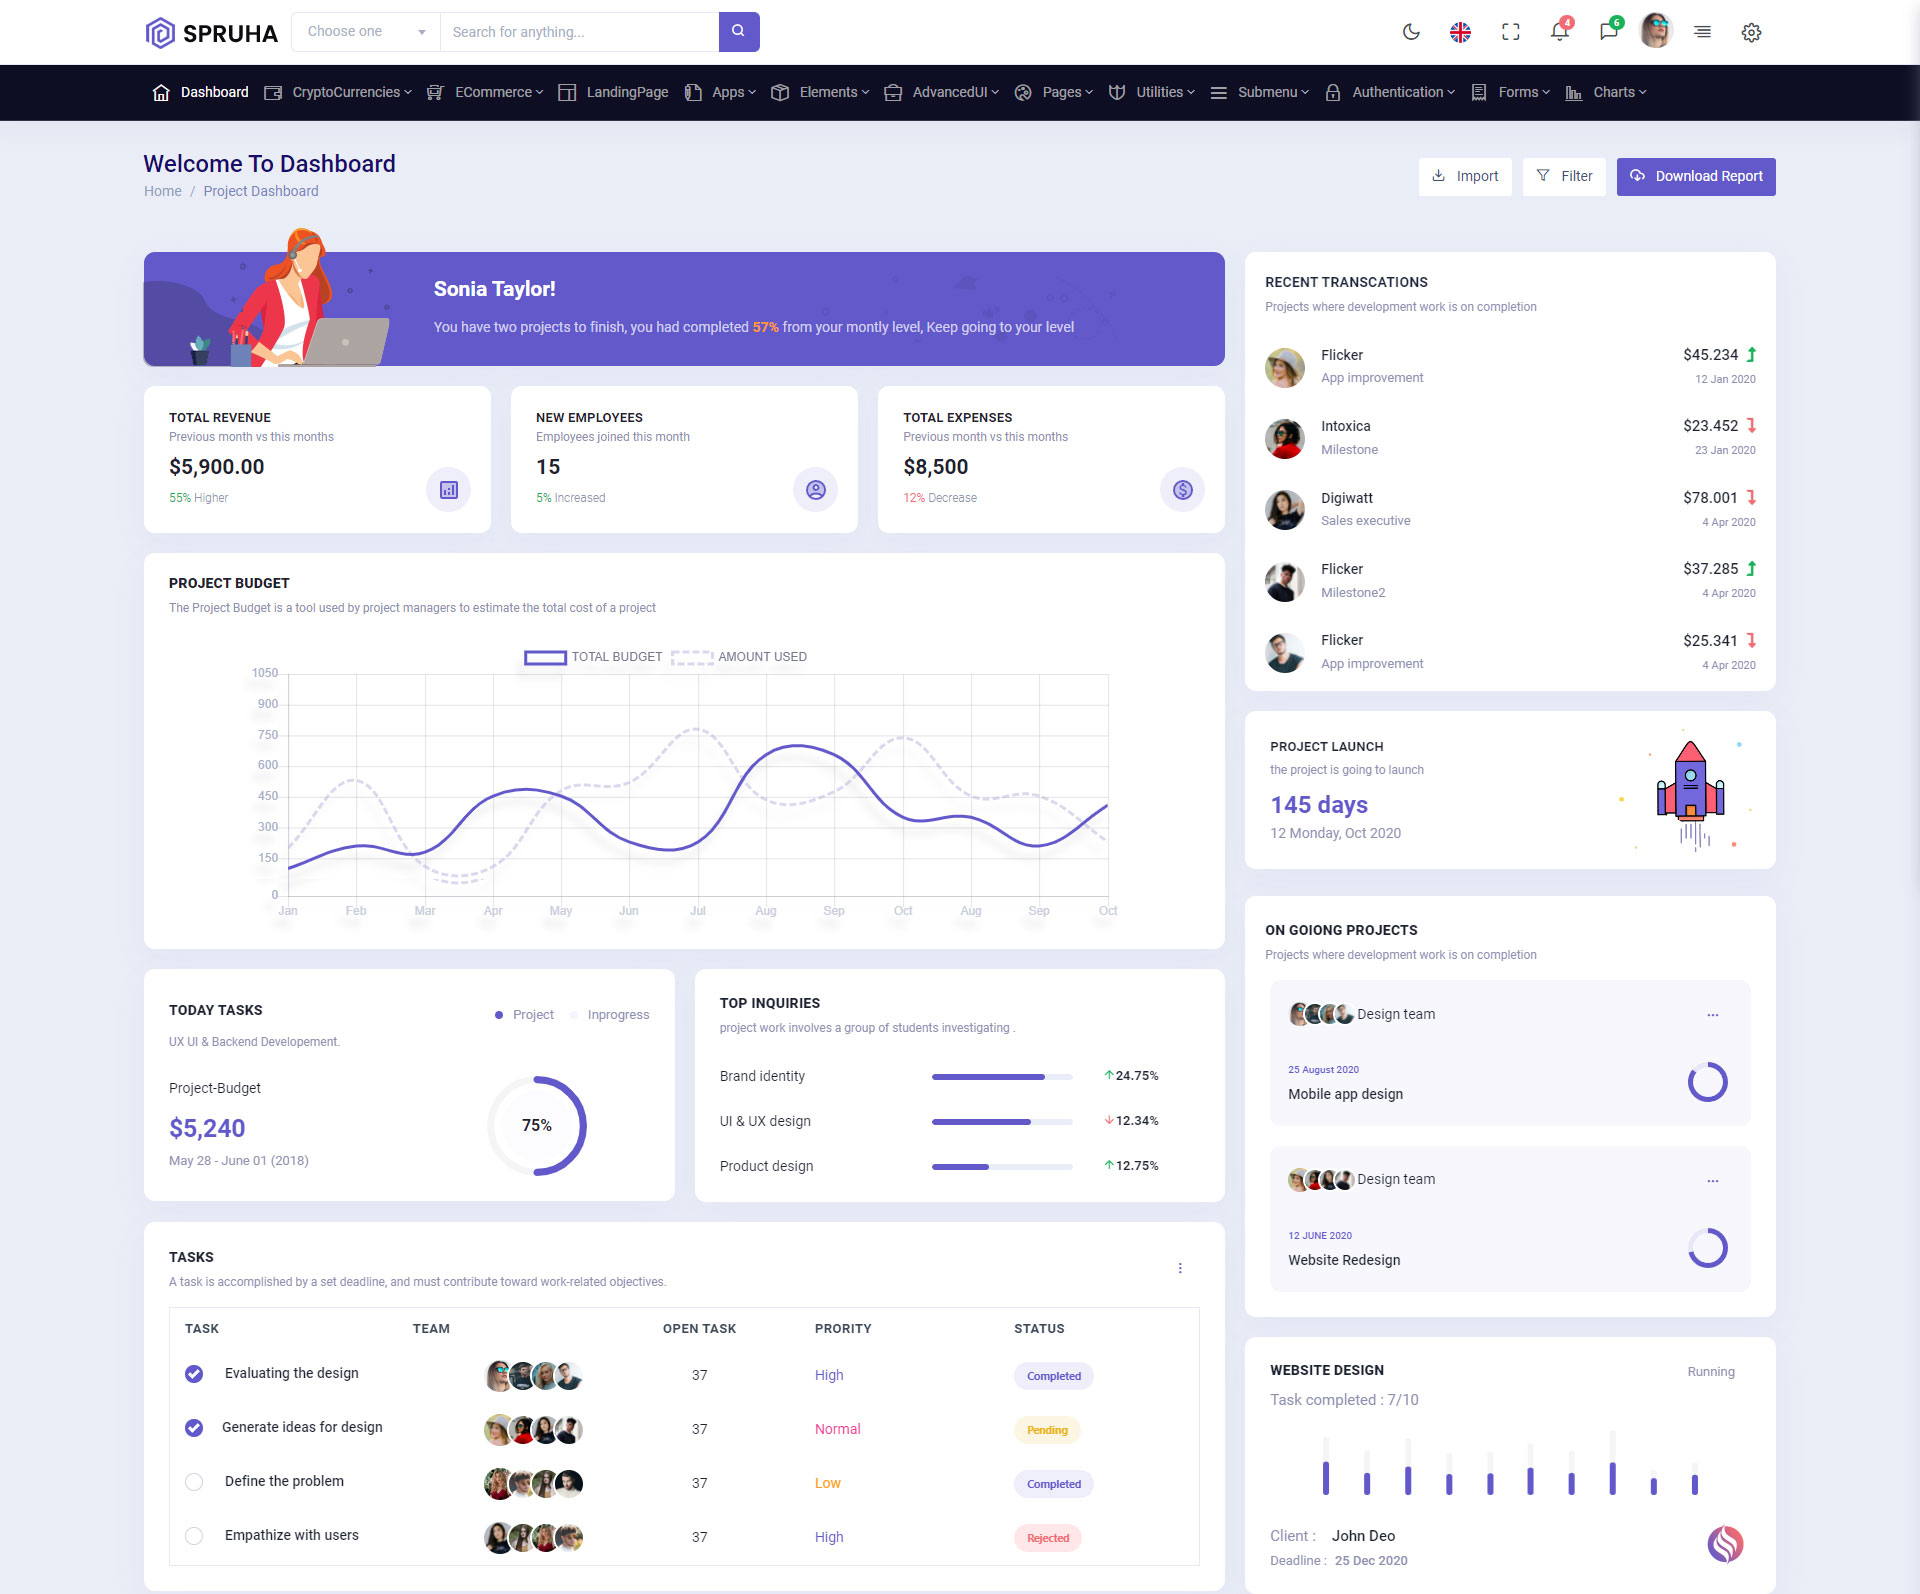 SPRUHA
Choose one
Search for anything...
4
6
Dashboard
CryptoCurrencies
ECommerce
LandingPage
Apps
Elements
AdvancedUI
Pages
Utilities
Submenu
Authentication
Forms
Charts
Welcome To Dashboard
Home / Project Dashboard
Import
Filter
Download Report
Sonia Taylor!
You have two projects to finish, you had completed 57% from your montly level, Keep going to your level
TOTAL REVENUE
Previous month vs this months
$5,900.00
55% Higher
NEW EMPLOYEES
Employees joined this month
15
5% Increased
TOTAL EXPENSES
Previous month vs this months
$8,500
12% Decrease
PROJECT BUDGET
The Project Budget is a tool used by project managers to estimate the total cost of a project
TOTAL BUDGET
AMOUNT USED
1050
900
750
600
450
300
150
0
Jan Feb Mar Apr May Jun Jul Aug Sep Oct Aug Sep Oct
TODAY TASKS
Project
Inprogress
UX UI & Backend Developement.
Project-Budget
$5,240
May 28 - June 01 (2018)
75%
TOP INQUIRIES
project work involves a group of students investigating .
Brand identity
24.75%
UI & UX design
12.34%
Product design
12.75%
TASKS
A task is accomplished by a set deadline, and must contribute toward work-related objectives.
TASK TEAM OPEN TASK PRORITY STATUS
Evaluating the design 37 High Completed
Generate ideas for design 37 Normal Pending
Define the problem 37 Low Completed
Empathize with users 37 High Rejected
RECENT TRANSCATIONS
Projects where development work is on completion
Flicker $45.234
App improvement 12 Jan 2020
Intoxica $23.452
Milestone 23 Jan 2020
Digiwatt $78.001
Sales executive 4 Apr 2020
Flicker $37.285
Milestone2 4 Apr 2020
Flicker $25.341
App improvement 4 Apr 2020
PROJECT LAUNCH
the project is going to launch
145 days
12 Monday, Oct 2020
ON GOIONG PROJECTS
Projects where development work is on completion
Design team
25 August 2020
Mobile app design
Design team
12 JUNE 2020
Website Redesign
WEBSITE DESIGN
Running
Task completed : 7/10
Client : John Deo
Deadline : 25 Dec 2020